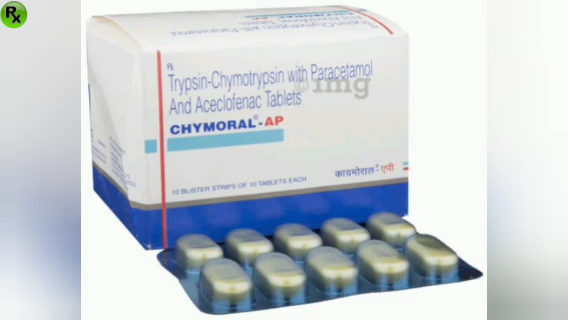 Rx
Rx
Trypsin-Chymotrypsin with Paracetamol
And Aceclofenac Tablets
1mg
CHYMORAL®-AP
10 BLISTER STRIPS OF 10 TABLETS EACH
कायमोराल-एपी